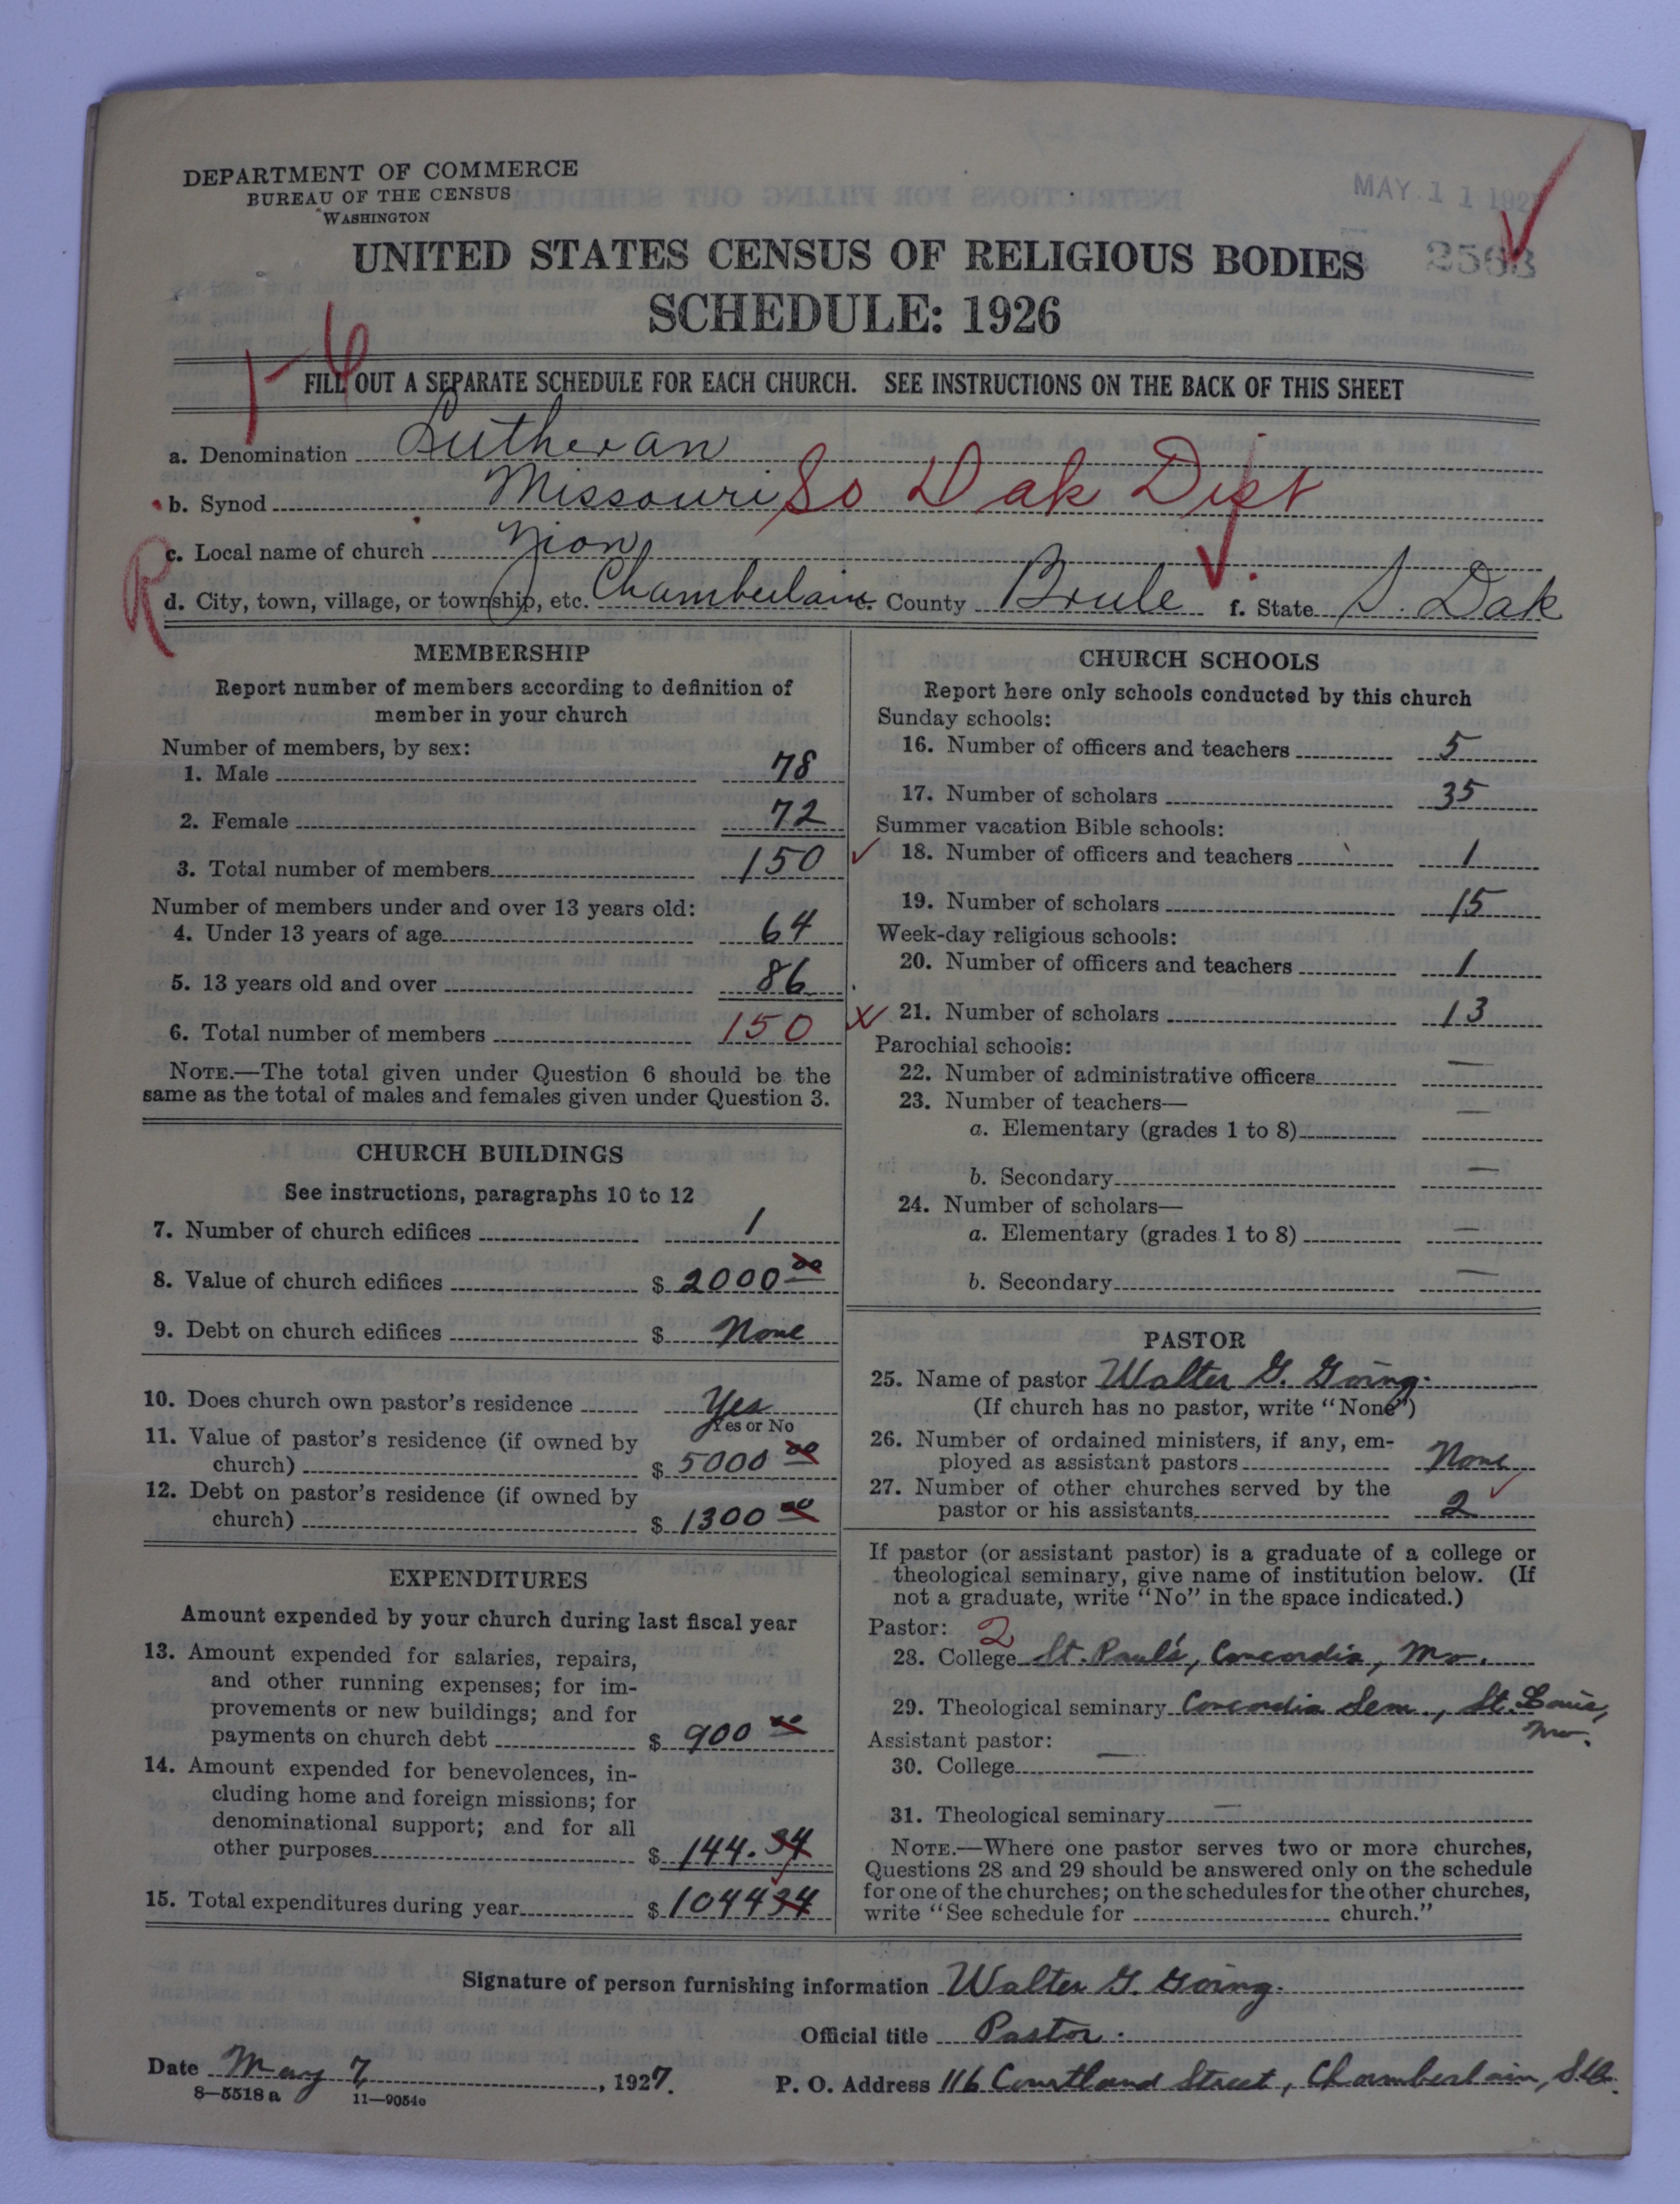 DEPARTMENT OF COMMERCE
BUREAU OF THE CENSUS
WASHINGTON
MAY 11 192
UNITED STATES CENSUS OF RELIGIOUS BODIES
SCHEDULE: 1926
1-6
FILL OUT A SEPARATE SCHEDULE FOR EACH CHURCH. SEE INSTRUCTIONS ON THE BACK OF THIS SHEET
a. Denomination Lutheran
b. Synod Missouri So Dak Dist
c. Local name of church Zion
R
d. City, town, village, or township, etc. Chamberlain e. County Brule f. State S. Dak
MEMBERSHIP
Report number of members according to definition of
member in your church
Number of members, by sex:
1. Male 78
2. Female 72
3. Total number of members 150
Number of members under and over 13 years old:
4. Under 13 years of age 64
5. 13 years old and over 86
6. Total number of members 150
NOTE.—The total given under Question 6 should be the
same as the total of males and females given under Question 3.
CHURCH BUILDINGS
See instructions, paragraphs 10 to 12
7. Number of church edifices 1
8. Value of church edifices $ 2000 00
9. Debt on church edifices $ None
10. Does church own pastor's residence Yes
Yes or No
11. Value of pastor's residence (if owned by
church) $ 5000 00
12. Debt on pastor's residence (if owned by
church) $ 1300 00
EXPENDITURES
Amount expended by your church during last fiscal year
13. Amount expended for salaries, repairs,
and other running expenses; for im-
provements or new buildings; and for
payments on church debt $ 900 00
14. Amount expended for benevolences, in-
cluding home and foreign missions; for
denominational support; and for all
other purposes $ 144.34
15. Total expenditures during year $ 1044 34
CHURCH SCHOOLS
Report here only schools conducted by this church
Sunday schools:
16. Number of officers and teachers 5
17. Number of scholars 35
Summer vacation Bible schools:
18. Number of officers and teachers 1
19. Number of scholars 15
Week-day religious schools:
20. Number of officers and teachers 1
21. Number of scholars 13
Parochial schools:
22. Number of administrative officers —
23. Number of teachers—
a. Elementary (grades 1 to 8) —
b. Secondary —
24. Number of scholars—
a. Elementary (grades 1 to 8) —
b. Secondary —
PASTOR
25. Name of pastor Walter G. Göring.
(If church has no pastor, write "None")
26. Number of ordained ministers, if any, em-
ployed as assistant pastors None
27. Number of other churches served by the
pastor or his assistants 2
If pastor (or assistant pastor) is a graduate of a college or
theological seminary, give name of institution below. (If
not a graduate, write "No" in the space indicated.)
Pastor: 2
28. College St. Paul's, Concordia, Mo.
29. Theological seminary Concordia Sem., St. Louis,
Mo.
Assistant pastor:
30. College —
31. Theological seminary —
NOTE.—Where one pastor serves two or more churches,
Questions 28 and 29 should be answered only on the schedule
for one of the churches; on the schedules for the other churches,
write "See schedule for church."
Signature of person furnishing information Walter G. Göring.
Official title Pastor.
Date May 7, 1927.
P. O. Address 116 Courtland Street, Chamberlain, S.D.
8—5518 a 11—9054c